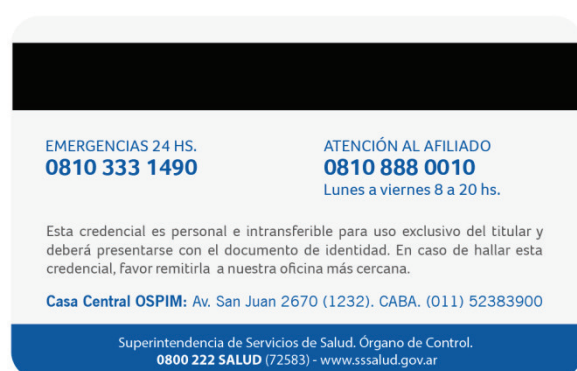 EMERGENCIAS 24 HS.
0810 333 1490
ATENCIÓN AL AFILIADO
0810 888 0010
Lunes a viernes 8 a 20 hs.
Esta credencial es personal e intransferible para uso exclusivo del titular y
deberá presentarse con el documento de identidad. En caso de hallar esta
credencial, favor remitirla a nuestra oficina más cercana.
Casa Central OSPIM: Av. San Juan 2670 (1232). CABA. (011) 52383900
Superintendencia de Servicios de Salud. Órgano de Control.
0800 222 SALUD (72583) - www.sssalud.gov.ar